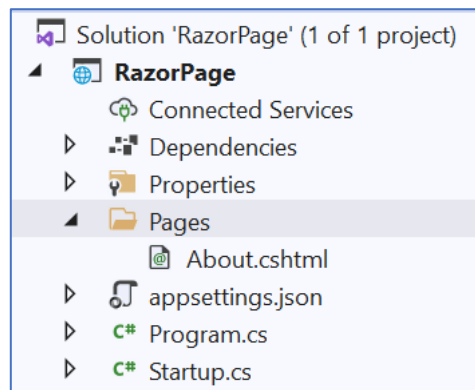 Solution 'RazorPage' (1 of 1 project)
RazorPage
Connected Services
Dependencies
Properties
Pages
@ About.cshtml
appsettings.json
C# Program.cs
C# Startup.cs